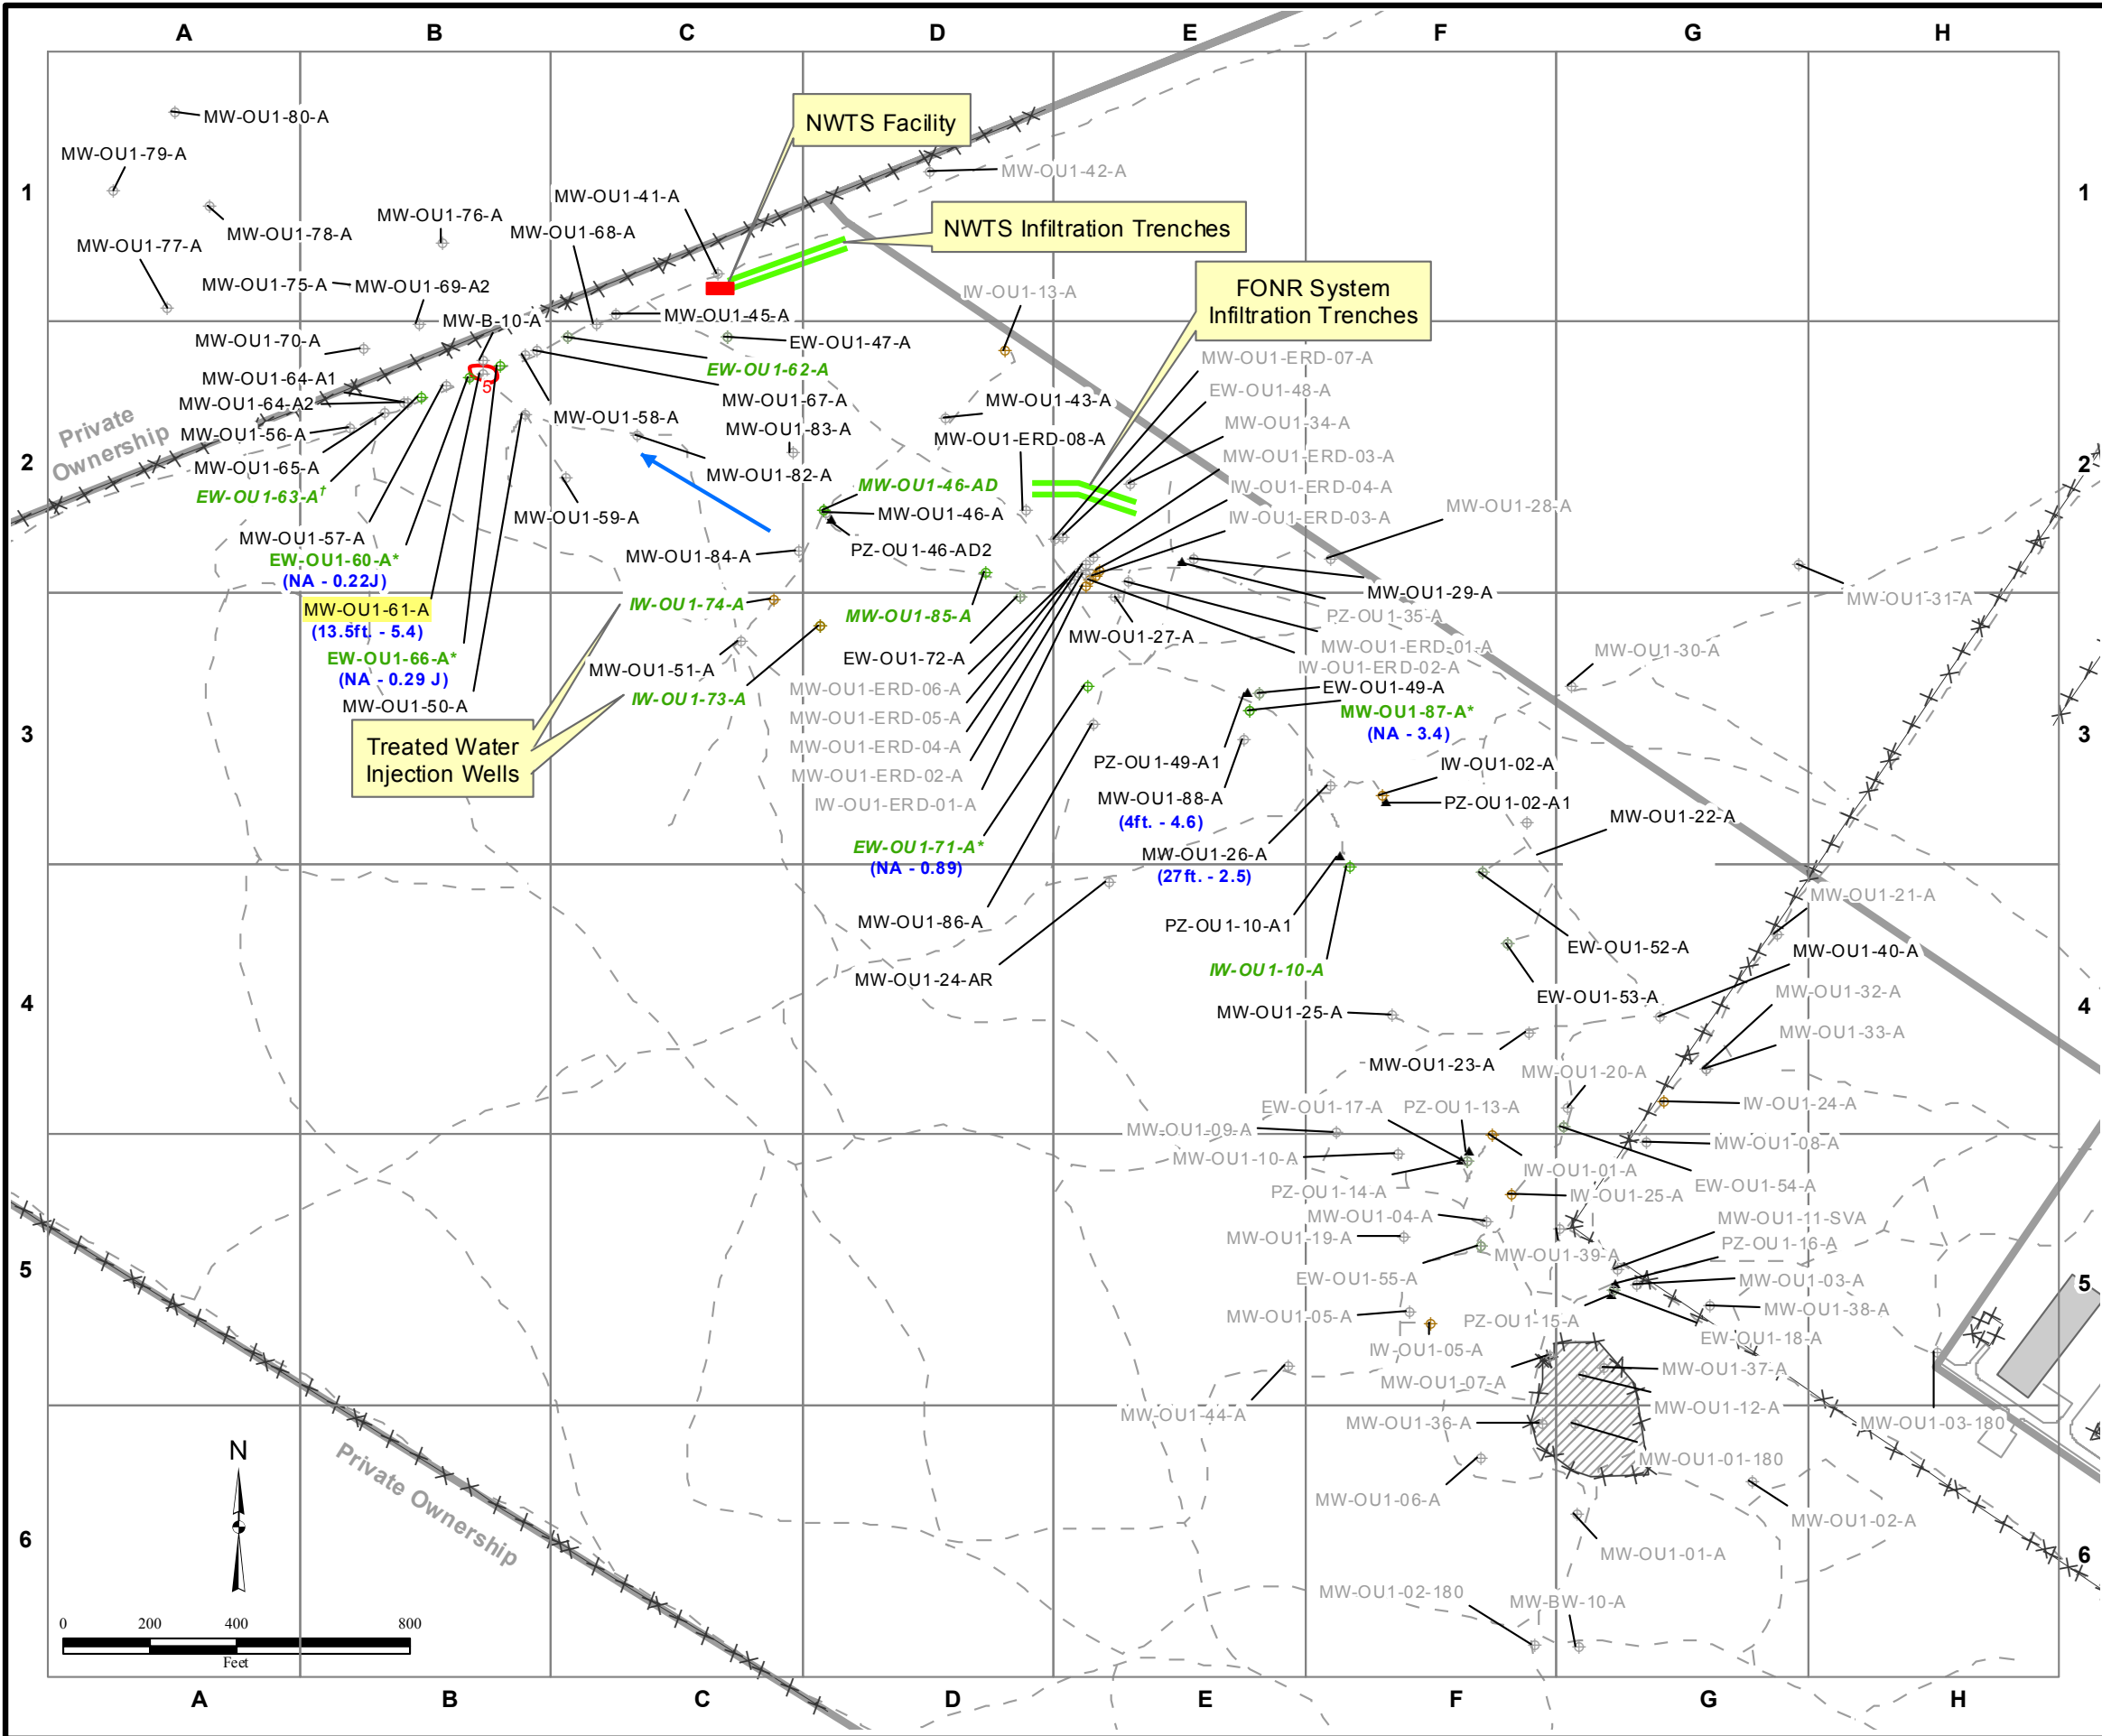 A B C D E F G H
MW-OU1-80-A
NWTS Facility
MW-OU1-79-A
MW-OU1-42-A
1
1
MW-OU1-41-A
MW-OU1-76-A
MW-OU1-78-A
MW-OU1-68-A
NWTS Infiltration Trenches
MW-OU1-77-A
MW-OU1-75-A
MW-OU1-69-A2
IW-OU1-13-A
FONR System
Infiltration Trenches
MW-B-10-A
MW-OU1-45-A
MW-OU1-70-A
EW-OU1-47-A
MW-OU1-ERD-07-A
EW-OU1-62-A
MW-OU1-64-A1
5
EW-OU1-48-A
MW-OU1-64-A2
MW-OU1-67-A
MW-OU1-43-A
MW-OU1-58-A
MW-OU1-34-A
Private
Ownership
MW-OU1-56-A
MW-OU1-83-A
MW-OU1-ERD-08-A
MW-OU1-ERD-03-A
2
2
MW-OU1-65-A
MW-OU1-82-A
MW-OU1-46-AD
IW-OU1-ERD-04-A
EW-OU1-63-A†
MW-OU1-28-A
MW-OU1-59-A
MW-OU1-46-A
IW-OU1-ERD-03-A
MW-OU1-57-A
PZ-OU1-46-AD2
MW-OU1-84-A
EW-OU1-60-A*
(NA - 0.22J)
MW-OU1-29-A
MW-OU1-31-A
MW-OU1-61-A
(13.5ft. - 5.4)
IW-OU1-74-A
MW-OU1-85-A
PZ-OU1-35-A
MW-OU1-27-A
MW-OU1-ERD-01-A
MW-OU1-30-A
EW-OU1-66-A*
(NA - 0.29 J)
MW-OU1-51-A
EW-OU1-72-A
IW-OU1-ERD-02-A
MW-OU1-50-A
IW-OU1-73-A
MW-OU1-ERD-06-A
EW-OU1-49-A
MW-OU1-87-A*
(NA - 3.4)
3
3
MW-OU1-ERD-05-A
Treated Water
Injection Wells
MW-OU1-ERD-04-A
PZ-OU1-49-A1
IW-OU1-02-A
MW-OU1-ERD-02-A
MW-OU1-88-A
(4ft. - 4.6)
PZ-OU1-02-A1
IW-OU1-ERD-01-A
MW-OU1-22-A
EW-OU1-71-A*
(NA - 0.89)
MW-OU1-26-A
(27ft. - 2.5)
MW-OU1-21-A
MW-OU1-86-A
PZ-OU1-10-A1
EW-OU1-52-A
MW-OU1-40-A
MW-OU1-24-AR
IW-OU1-10-A
EW-OU1-53-A
MW-OU1-32-A
4
4
MW-OU1-25-A
MW-OU1-33-A
MW-OU1-23-A
MW-OU1-20-A
EW-OU1-17-A
PZ-OU1-13-A
IW-OU1-24-A
MW-OU1-09-A
MW-OU1-08-A
MW-OU1-10-A
IW-OU1-01-A
PZ-OU1-14-A
IW-OU1-25-A
EW-OU1-54-A
MW-OU1-04-A
MW-OU1-11-SVA
MW-OU1-19-A
MW-OU1-39-A
PZ-OU1-16-A
5
5
EW-OU1-55-A
MW-OU1-03-A
MW-OU1-05-A
PZ-OU1-15-A
MW-OU1-38-A
EW-OU1-18-A
IW-OU1-05-A
MW-OU1-37-A
MW-OU1-07-A
MW-OU1-12-A
MW-OU1-44-A
MW-OU1-36-A
MW-OU1-03-180
N
Private Ownership
MW-OU1-01-180
MW-OU1-06-A
MW-OU1-02-A
6
6
MW-OU1-01-A
MW-OU1-02-180
MW-BW-10-A
0 200 400 800
Feet
A B C D E F G H